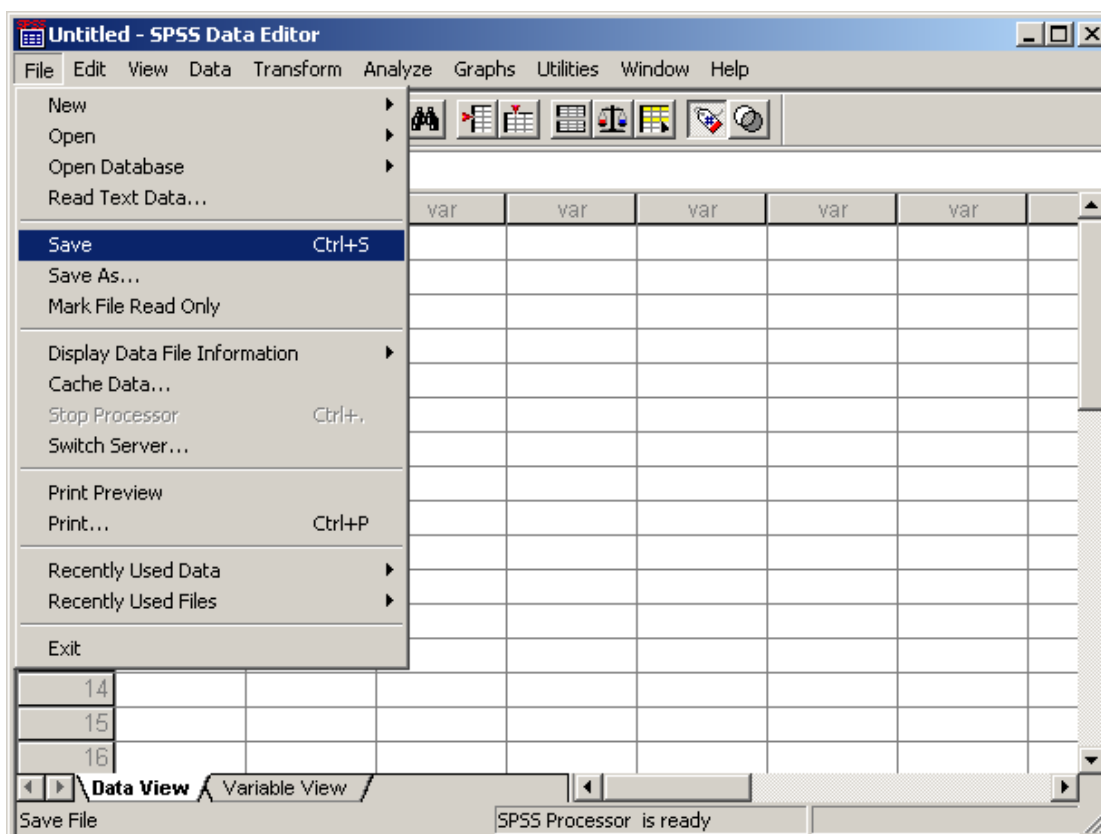 SPSS
Untitled - SPSS Data Editor
File Edit View Data Transform Analyze Graphs Utilities Window Help
New
Open
Open Database
Read Text Data...
var var var var var
Save Ctrl+S
Save As...
Mark File Read Only
Display Data File Information
Cache Data...
Stop Processor Ctrl+.
Switch Server...
Print Preview
Print... Ctrl+P
Recently Used Data
Recently Used Files
Exit
14
15
16
Data View Variable View
Save File SPSS Processor is ready